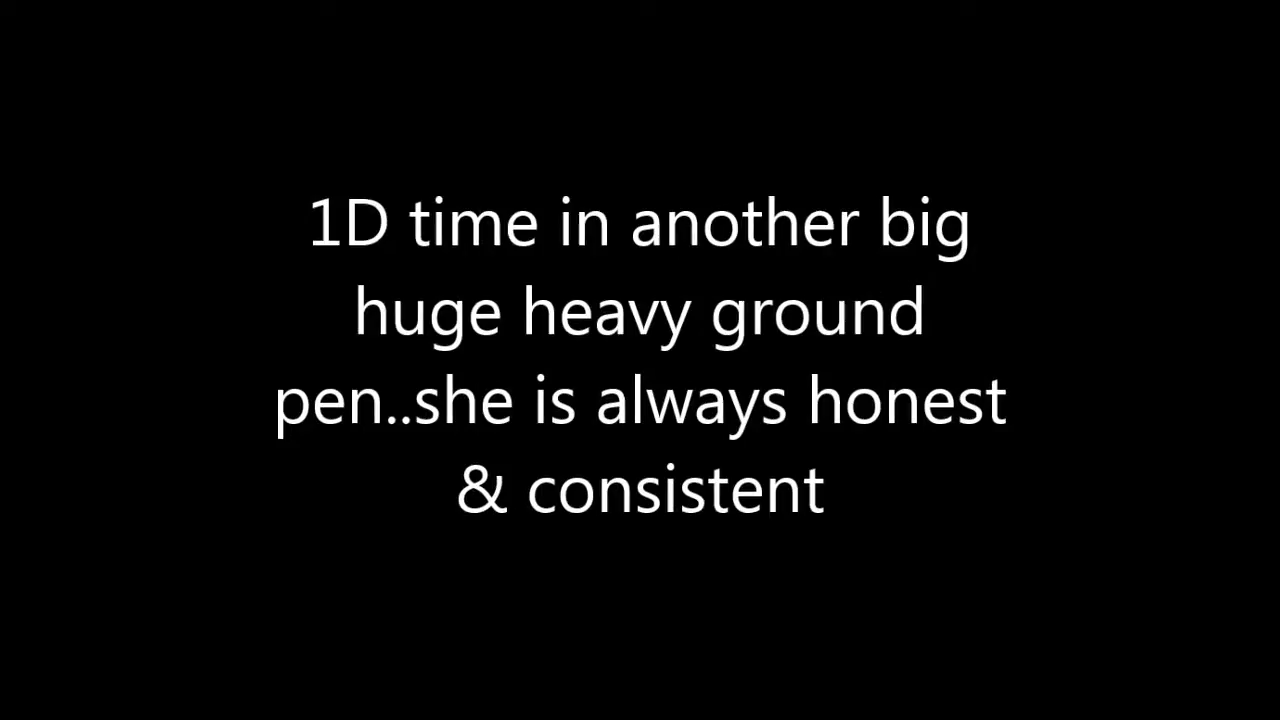 1D time in another big
huge heavy ground
pen..she is always honest
& consistent